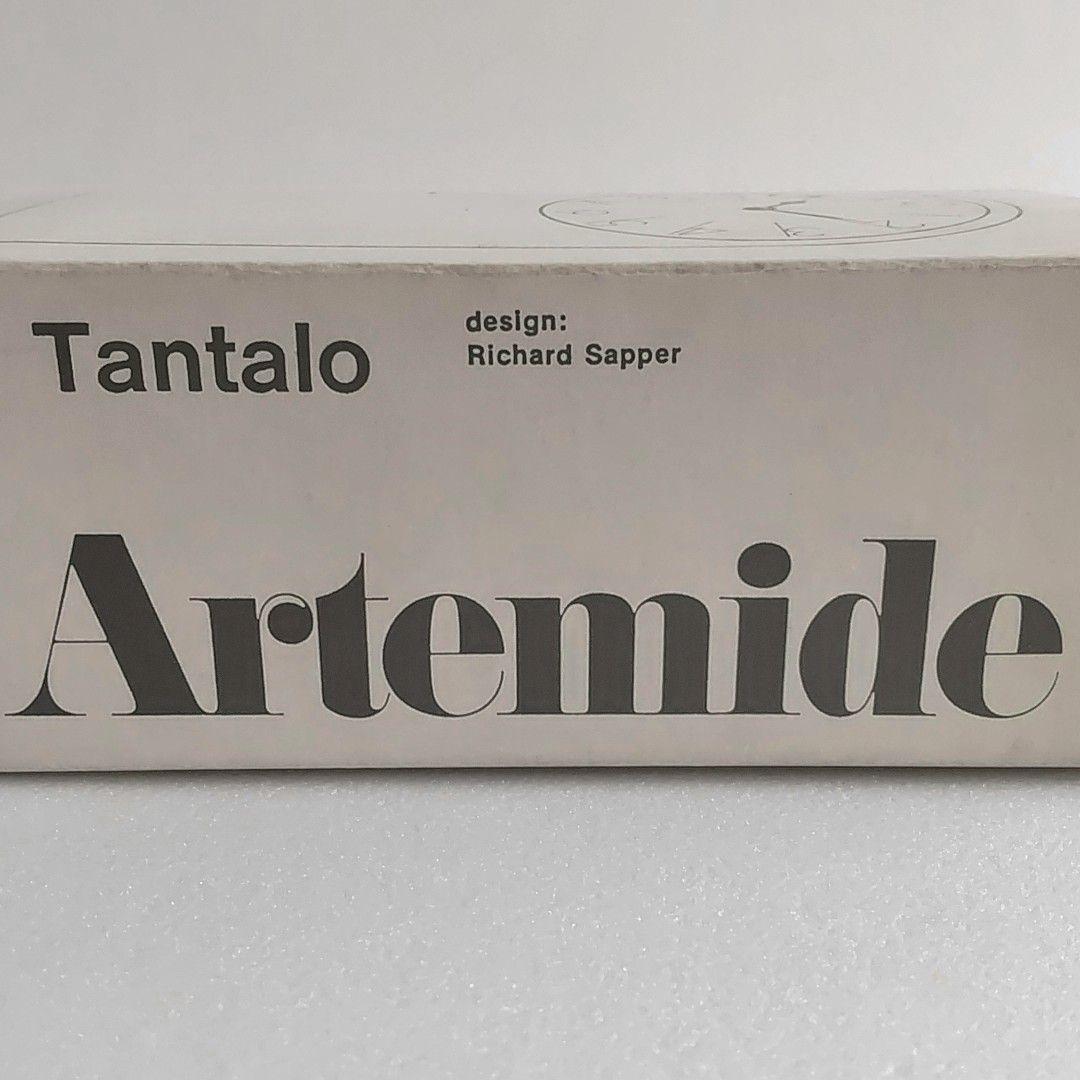 Tantalo
design:
Richard Sapper
Artemide